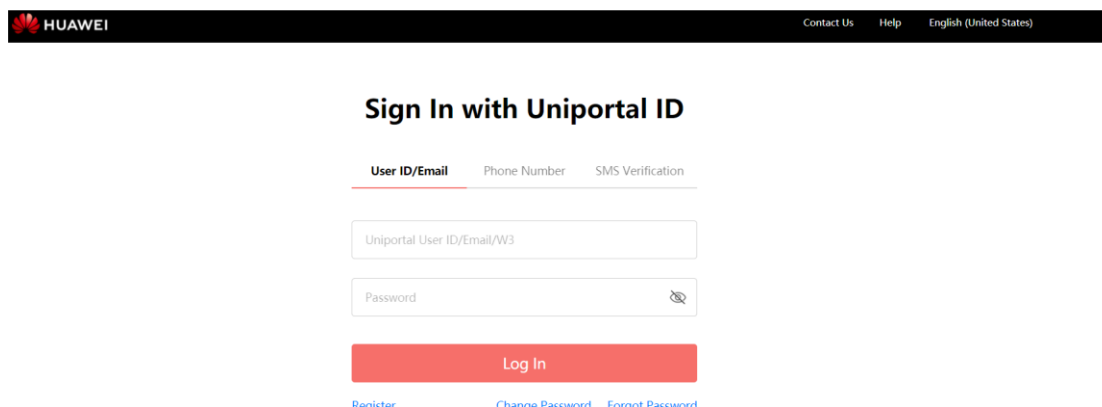 HUAWEI Contact Us Help English (United States)
Sign In with Uniportal ID
User ID/Email Phone Number SMS Verification
Uniportal User ID/Email/W3
Password
Log In
Register Change Password Forgot Password